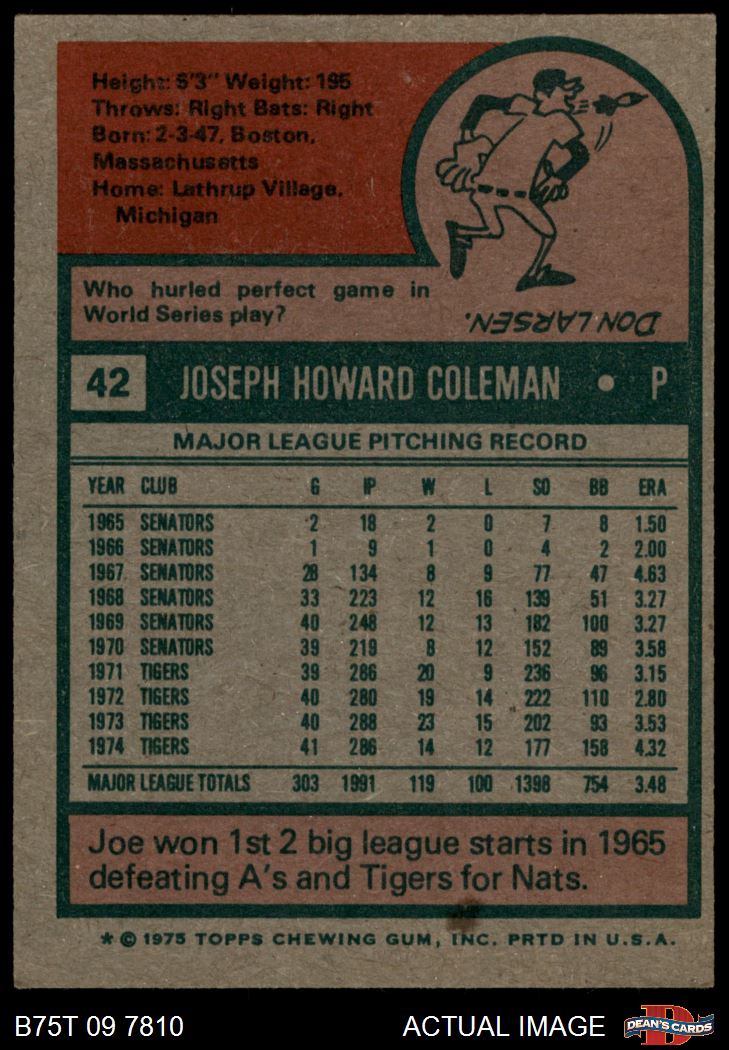 Height: 6'3" Weight: 195
Throws: Right Bats: Right
Born: 2-3-47, Boston,
Massachusetts
Home: Lathrup Village,
Michigan
Who hurled perfect game in
World Series play?
DON LARSEN.
42 JOSEPH HOWARD COLEMAN • P
MAJOR LEAGUE PITCHING RECORD
YEAR CLUB G IP W L SO BB ERA
1965 SENATORS 2 18 2 0 7 8 1.50
1966 SENATORS 1 9 1 0 4 2 2.00
1967 SENATORS 28 134 8 9 77 47 4.63
1968 SENATORS 33 223 12 16 139 51 3.27
1969 SENATORS 40 248 12 13 182 100 3.27
1970 SENATORS 39 219 8 12 152 89 3.58
1971 TIGERS 39 286 20 9 236 96 3.15
1972 TIGERS 40 280 19 14 222 110 2.80
1973 TIGERS 40 288 23 15 202 93 3.53
1974 TIGERS 41 286 14 12 177 158 4.32
MAJOR LEAGUE TOTALS 303 1991 119 100 1398 754 3.48
Joe won 1st 2 big league starts in 1965
defeating A's and Tigers for Nats.
* © 1975 TOPPS CHEWING GUM, INC. PRTD IN U.S.A.
B75T 09 7810 ACTUAL IMAGE D DEAN'S CARDS